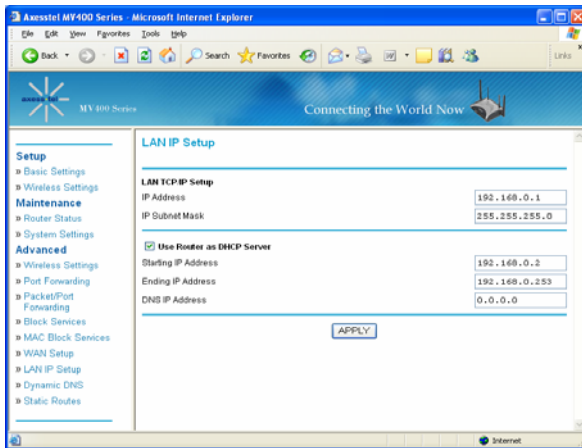 Axesstel MV400 Series - Microsoft Internet Explorer
File Edit View Favorites Tools Help
Back Search Favorites Links
axesstel
MV400 Series
Connecting the World Now
Setup
Basic Settings
Wireless Settings
Maintenance
Router Status
System Settings
Advanced
Wireless Settings
Port Forwarding
Packet/Port
Forwarding
Block Services
MAC Block Services
WAN Setup
LAN IP Setup
Dynamic DNS
Static Routes
LAN IP Setup
LAN TCP/IP Setup
IP Address 192.168.0.1
IP Subnet Mask 255.255.255.0
Use Router as DHCP Server
Starting IP Address 192.168.0.2
Ending IP Address 192.168.0.253
DNS IP Address 0.0.0.0
APPLY
Internet